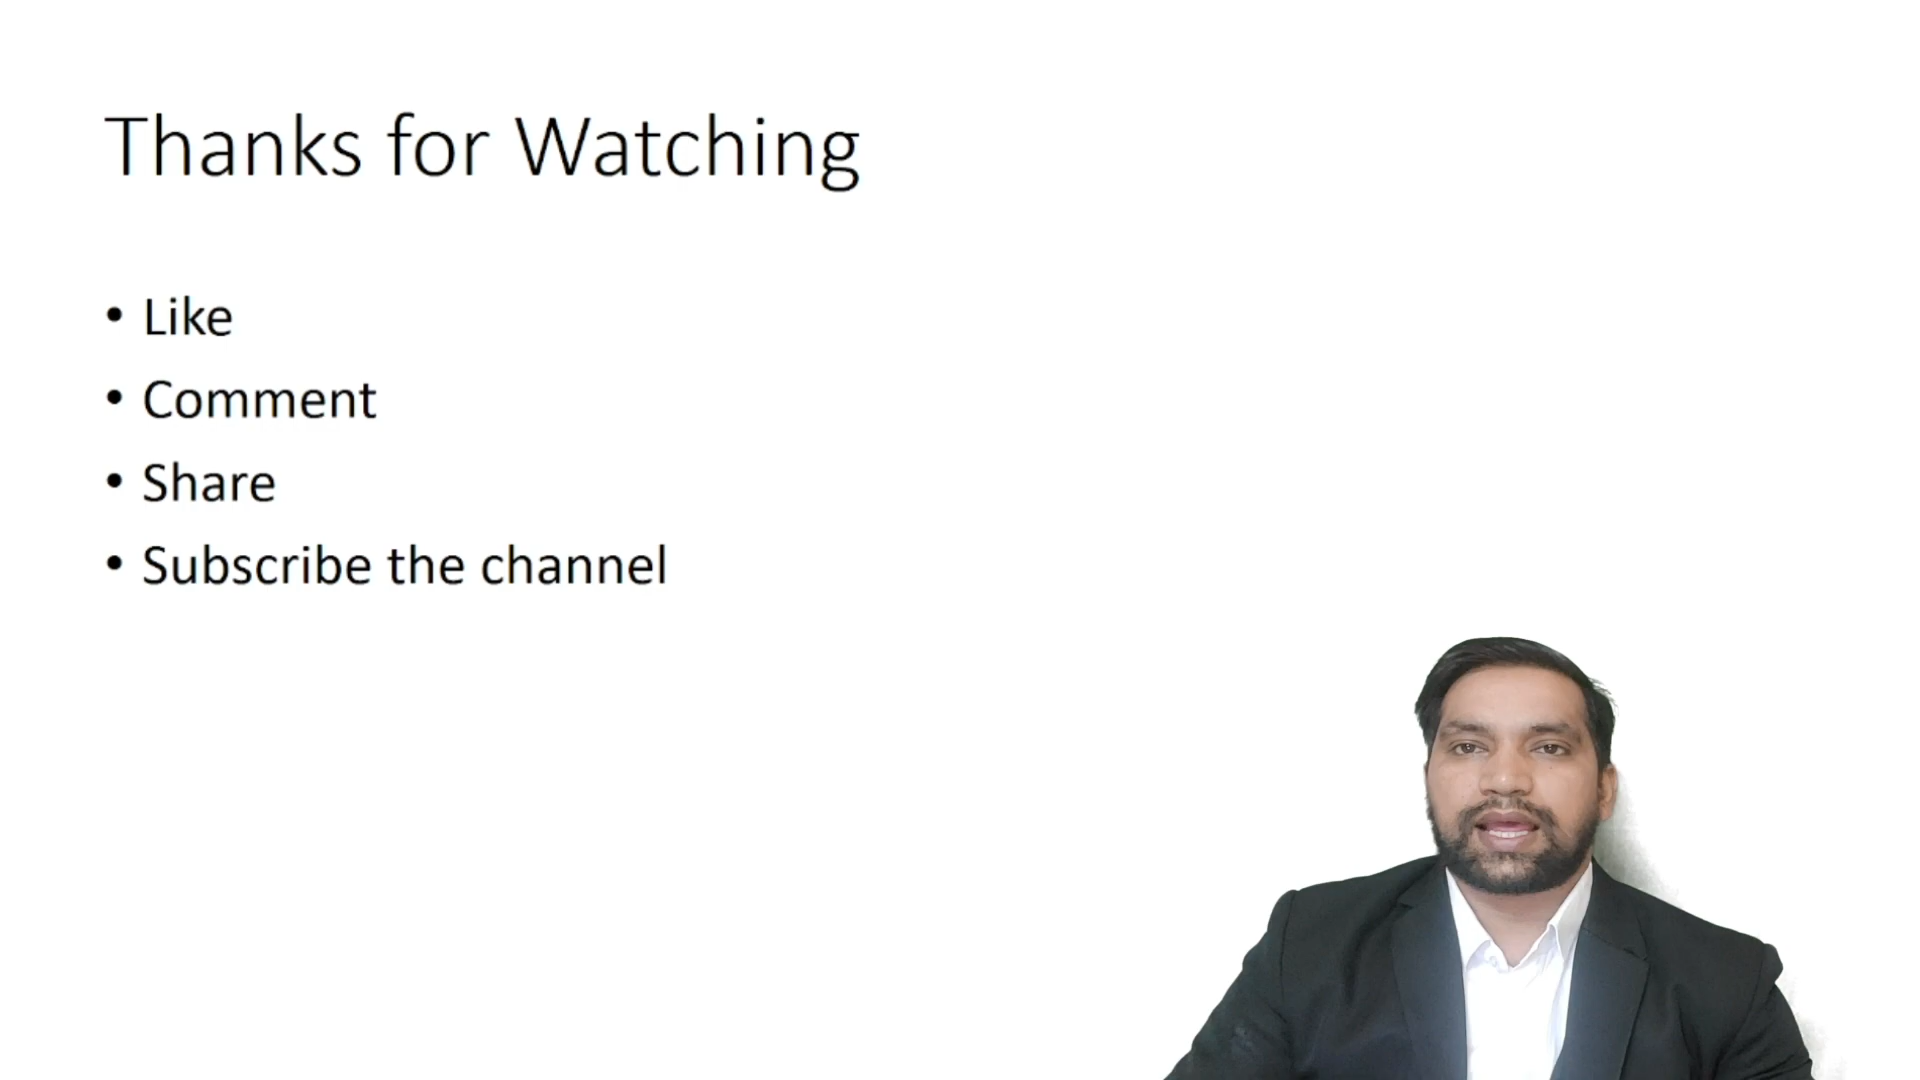 Thanks for Watching
• Like
• Comment
• Share
• Subscribe the channel